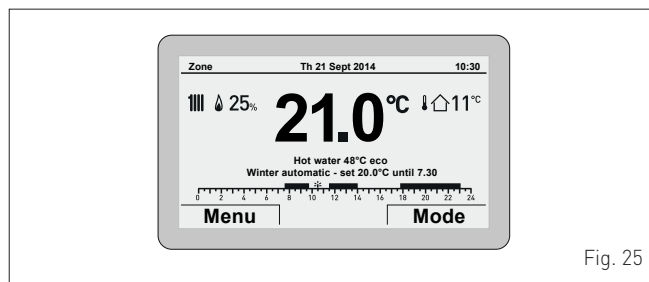 Zone Th 21 Sept 2014 10:30
25% 21.0°C 11°C
Hot water 48°C eco
Winter automatic - set 20.0°C until 7.30
0 2 4 6 8 10 12 14 16 18 20 22 24
Menu Mode
Fig. 25